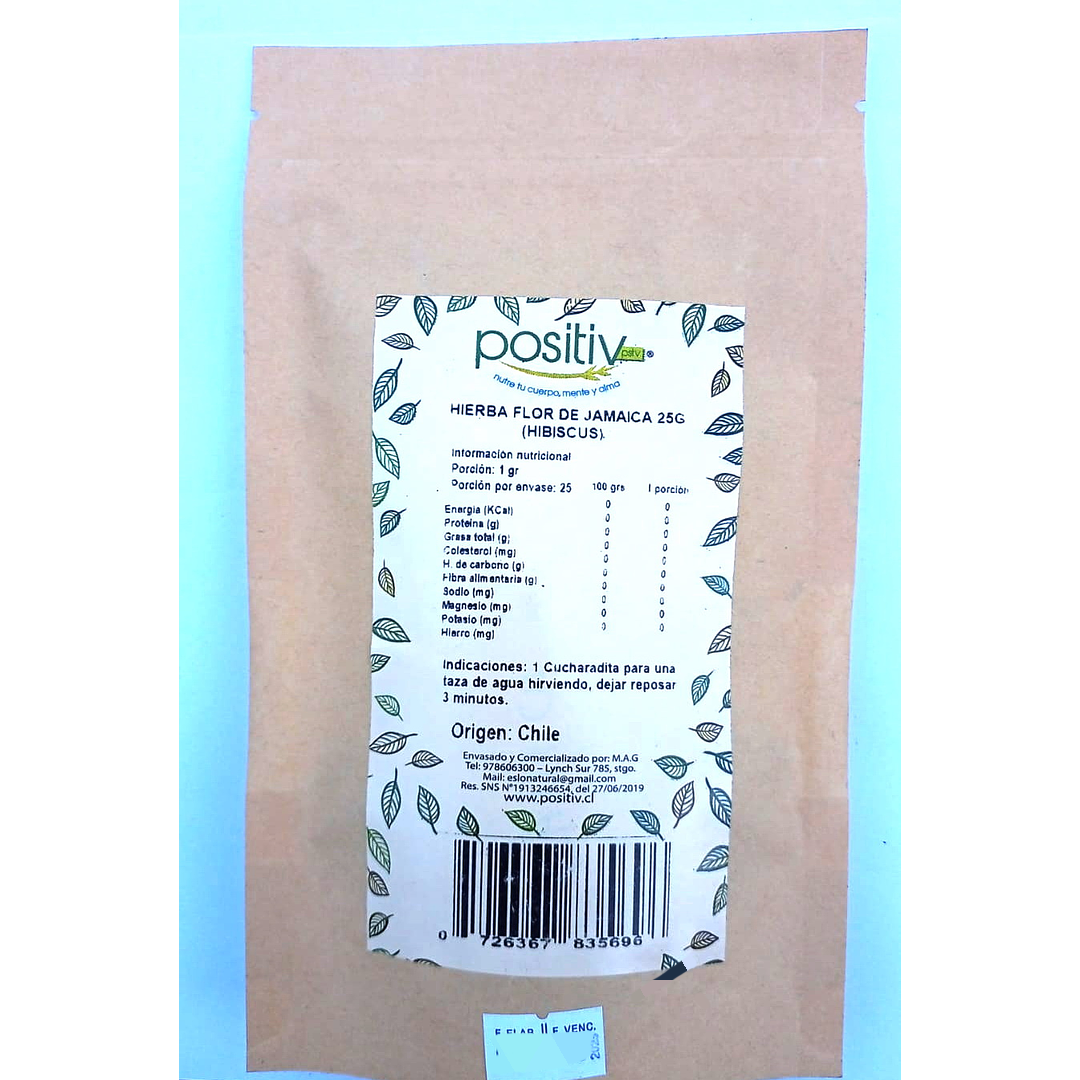 positiv pstv ®
nutre tu cuerpo, mente y alma
HIERBA FLOR DE JAMAICA 25G
(HIBISCUS).
Información nutricional
Porción: 1 gr
Porción por envase: 25 100 grs 1 porción
Energia (KCal) 0 0
Proteina (g) 0 0
Grasa total (g) 0 0
Colesterol (mg) 0 0
H. de carbono (g) 0 0
Fibra alimentaria (g) 0 0
Sodio (mg) 0 0
Magnesio (mg) 0 0
Potasio (mg) 0 0
Hierro (mg) 0 0
Indicaciones: 1 Cucharadita para una
taza de agua hirviendo, dejar reposar
3 minutos.
Origen: Chile
Envasado y Comercializado por: M.A.G
Tel: 978606300 – Lynch Sur 785, stgo.
Mail: eslonatural@gmail.com
Res. SNS N°1913246654, del 27/06/2019
www.positiv.cl
0 726367 835696
F.ELAB. || F.VENC.